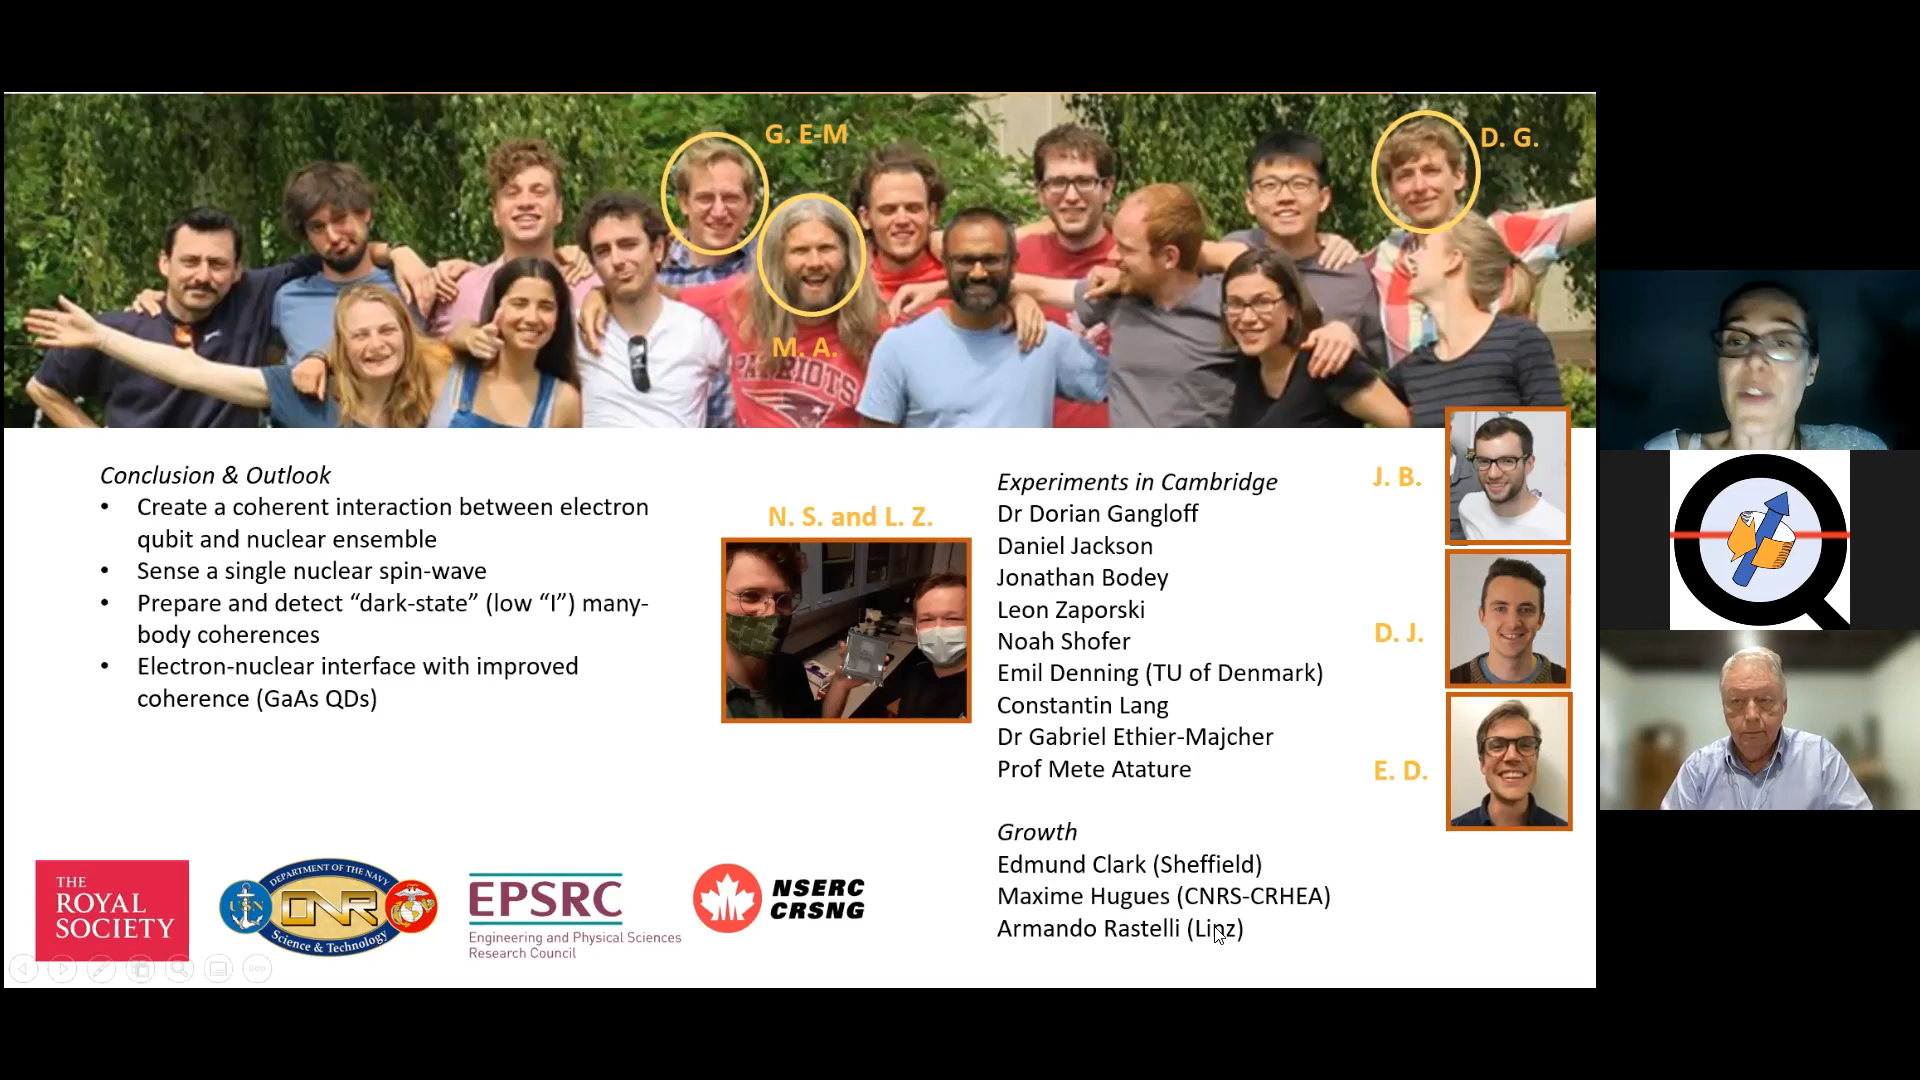 G. E-M
D. G.
M. A.
PATRIOTS
Conclusion & Outlook
• Create a coherent interaction between electron
qubit and nuclear ensemble
• Sense a single nuclear spin-wave
• Prepare and detect “dark-state” (low “I”) many-
body coherences
• Electron-nuclear interface with improved
coherence (GaAs QDs)
N. S. and L. Z.
Experiments in Cambridge
Dr Dorian Gangloff
Daniel Jackson
Jonathan Bodey
Leon Zaporski
Noah Shofer
Emil Denning (TU of Denmark)
Constantin Lang
Dr Gabriel Ethier-Majcher
Prof Mete Atature
Growth
Edmund Clark (Sheffield)
Maxime Hugues (CNRS-CRHEA)
Armando Rastelli (Linz)
J. B.
D. J.
E. D.
THE
ROYAL
SOCIETY
DEPARTMENT OF THE NAVY
USN
ONR
Science & Technology
EPSRC
Engineering and Physical Sciences
Research Council
NSERC
CRSNG